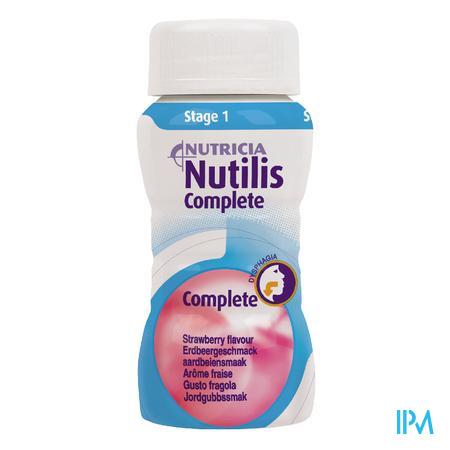 Stage 1
S
NUTRICIA
Nutilis
Complete
DYSPHAGIA
Complete
Strawberry flavour
Erdbeergeschmack
aardbeiensmaak
Arôme fraise
Gusto fragola
Jordgubbssmak
IPM